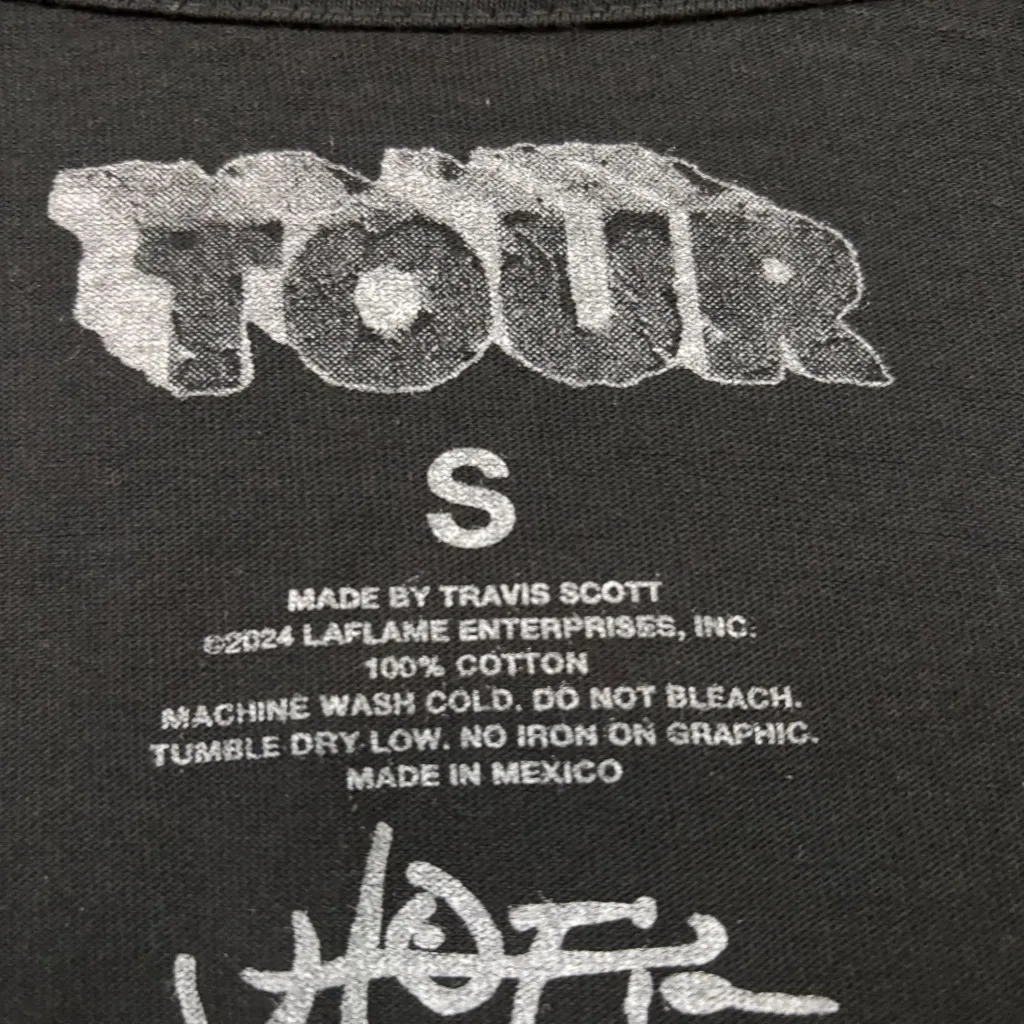 TOUR
S
MADE BY TRAVIS SCOTT
©2024 LAFLAME ENTERPRISES, INC.
100% COTTON
MACHINE WASH COLD. DO NOT BLEACH.
TUMBLE DRY LOW. NO IRON ON GRAPHIC.
MADE IN MEXICO